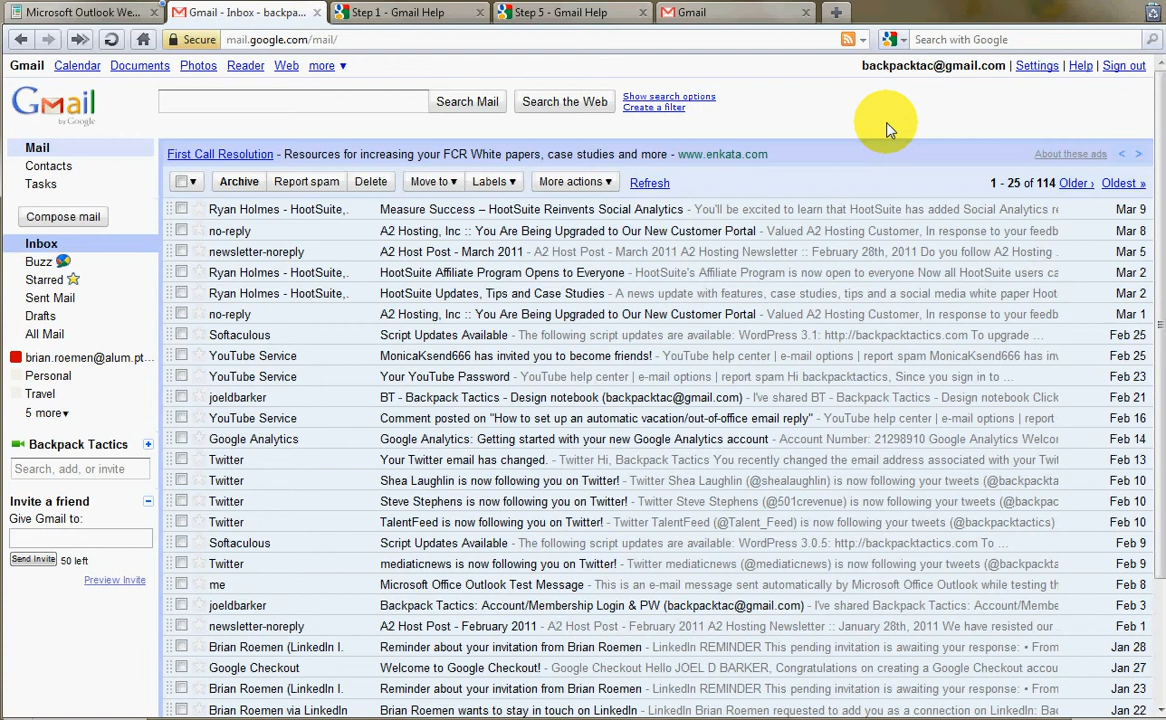 Microsoft Outlook We...
Gmail - Inbox - backpa...
Step 1 - Gmail Help
Step 5 - Gmail Help
Gmail
Secure
mail.google.com/mail/
Search with Google
Gmail Calendar Documents Photos Reader Web more ▼
backpacktac@gmail.com | Settings | Help | Sign out
Gmail
by Google
Search Mail
Search the Web
Show search options
Create a filter
Mail
Contacts
Tasks
Compose mail
Inbox
Buzz
Starred
Sent Mail
Drafts
All Mail
brian.roemen@alum.pt...
Personal
Travel
5 more▼
Backpack Tactics
Search, add, or invite
Invite a friend
Give Gmail to:
Send Invite 50 left
Preview Invite
First Call Resolution - Resources for increasing your FCR White papers, case studies and more - www.enkata.com
About these ads < >
Archive Report spam Delete Move to ▼ Labels ▼ More actions ▼ Refresh
1 - 25 of 114 Older › Oldest »
Ryan Holmes - HootSuite,. Measure Success – HootSuite Reinvents Social Analytics - You'll be excited to learn that HootSuite has added Social Analytics re Mar 9
no-reply A2 Hosting, Inc :: You Are Being Upgraded to Our New Customer Portal - Valued A2 Hosting Customer, In response to your feedb Mar 8
newsletter-noreply A2 Host Post - March 2011 - A2 Host Post - March 2011 A2 Hosting Newsletter :: February 28th, 2011 Do you follow A2 Hosting . Mar 5
Ryan Holmes - HootSuite,. HootSuite Affiliate Program Opens to Everyone - HootSuite's Affiliate Program is now open to everyone Now all HootSuite users ca Mar 2
Ryan Holmes - HootSuite,. HootSuite Updates, Tips and Case Studies - A news update with features, case studies, tips and a social media white paper Hoot Mar 2
no-reply A2 Hosting, Inc :: You Are Being Upgraded to Our New Customer Portal - Valued A2 Hosting Customer, In response to your feedb Mar 1
Softaculous Script Updates Available - The following script updates are available: WordPress 3.1: http://backpacktactics.com To upgrade ... Feb 25
YouTube Service MonicaKsend666 has invited you to become friends! - YouTube help center | e-mail options | report spam MonicaKsend666 has inv Feb 25
YouTube Service Your YouTube Password - YouTube help center | e-mail options | report spam Hi backpacktactics, Since you sign in to ... Feb 23
joeldbarker BT - Backpack Tactics - Design notebook (backpacktac@gmail.com) - I've shared BT - Backpack Tactics - Design notebook Click Feb 21
YouTube Service Comment posted on "How to set up an automatic vacation/out-of-office email reply" - YouTube help center | e-mail options | report Feb 16
Google Analytics Google Analytics: Getting started with your new Google Analytics account - Account Number: 21298910 Google Analytics Welcor Feb 14
Twitter Your Twitter email has changed. - Twitter Hi, Backpack Tactics You recently changed the email address associated with your Twit Feb 13
Twitter Shea Laughlin is now following you on Twitter! - Twitter Shea Laughlin (@shealaughlin) is now following your tweets (@backpac Feb 10
Twitter Steve Stephens is now following you on Twitter! - Twitter Steve Stephens (@501crevenue) is now following your tweets (@backp Feb 10
Twitter TalentFeed is now following you on Twitter! - Twitter TalentFeed (@Talent_Feed) is now following your tweets (@backpacktactics) Feb 10
Softaculous Script Updates Available - The following script updates are available: WordPress 3.0.5: http://backpacktactics.com To ... Feb 9
Twitter mediaticnews is now following you on Twitter! - Twitter mediaticnews (@mediaticnews) is now following your tweets (@backpackt Feb 9
me Microsoft Office Outlook Test Message - This is an e-mail message sent automatically by Microsoft Office Outlook while testing th Feb 8
joeldbarker Backpack Tactics: Account/Membership Login & PW (backpacktac@gmail.com) - I've shared Backpack Tactics: Account/Membe Feb 3
newsletter-noreply A2 Host Post - February 2011 - A2 Host Post - February 2011 A2 Hosting Newsletter :: January 28th, 2011 We have resisted our Feb 1
Brian Roemen (LinkedIn I. Reminder about your invitation from Brian Roemen - LinkedIn REMINDER This pending invitation is awaiting your response: • From Jan 28
Google Checkout Welcome to Google Checkout! - Google Checkout Hello JOEL D BARKER, Congratulations on creating a Google Checkout accou Jan 27
Brian Roemen (LinkedIn I. Reminder about your invitation from Brian Roemen - LinkedIn REMINDER This pending invitation is awaiting your response: • From Jan 23
Brian Roemen via LinkedIn Brian Roemen wants to stay in touch on LinkedIn - LinkedIn Brian Roemen requested to add you as a connection on LinkedIn: Bac Jan 22